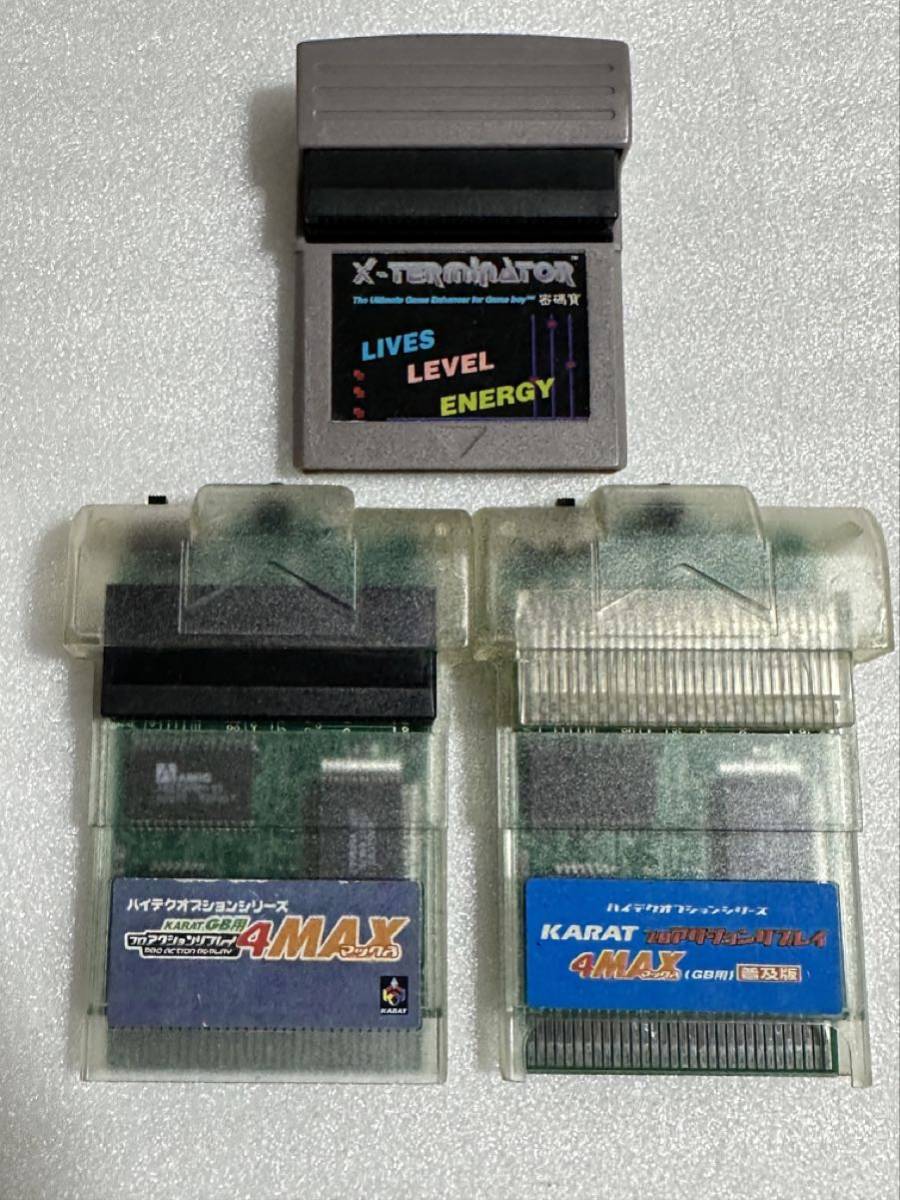 X-TERMINATOR™
The Ultimate Game Enhancer for Game boy™ 密碼寶
LIVES
LEVEL
ENERGY
ハイテクオプションシリーズ
KARAT GB用
プロアクションリプレイ
PRO ACTION REPLAY
4MAX
マックス
KARAT
ハイテクオプションシリーズ
KARAT プロアクションリプレイ
4MAX マックス (GB用) 普及版